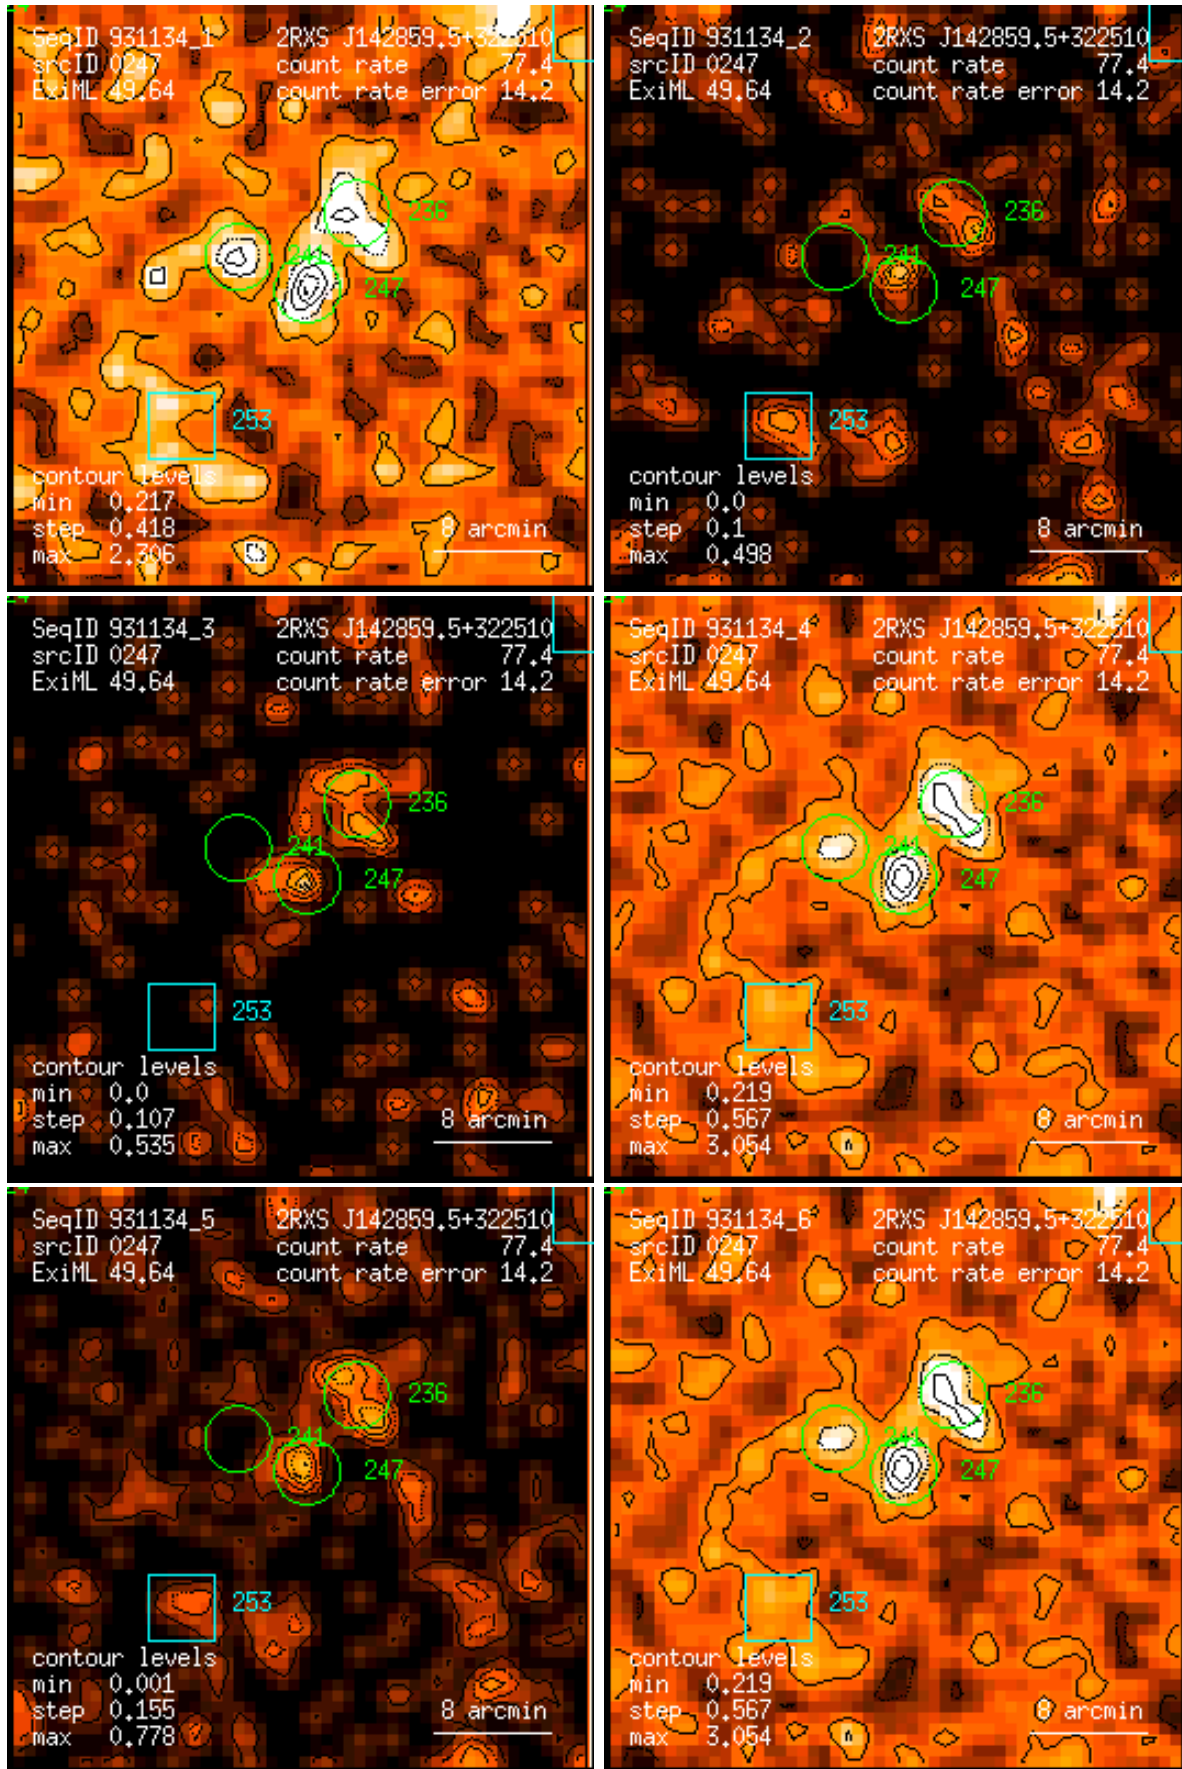 24
SeqID 931134_1 2RXS J142859.5+322510
srcID 0247 count rate 77.4
ExiML 49.64 count rate error 14.2
236
241
247
253
contour levels
min 0.217
step 0.418
max 2.306
8 arcmin
24
SeqID 931134_2 2RXS J142859.5+322510
srcID 0247 count rate 77.4
ExiML 49.64 count rate error 14.2
236
241
247
253
contour levels
min 0.0
step 0.1
max 0.498
8 arcmin
24
SeqID 931134_3 2RXS J142859.5+322510
srcID 0247 count rate 77.4
ExiML 49.64 count rate error 14.2
236
241
247
253
contour levels
min 0.0
step 0.107
max 0.535
8 arcmin
24
SeqID 931134_4 2RXS J142859.5+322510
srcID 0247 count rate 77.4
ExiML 49.64 count rate error 14.2
236
241
247
253
contour levels
min 0.219
step 0.567
max 3.054
8 arcmin
24
SeqID 931134_5 2RXS J142859.5+322510
srcID 0247 count rate 77.4
ExiML 49.64 count rate error 14.2
236
241
247
253
contour levels
min 0.001
step 0.155
max 0.778
8 arcmin
24
SeqID 931134_6 2RXS J142859.5+322510
srcID 0247 count rate 77.4
ExiML 49.64 count rate error 14.2
236
241
247
253
contour levels
min 0.219
step 0.567
max 3.054
8 arcmin